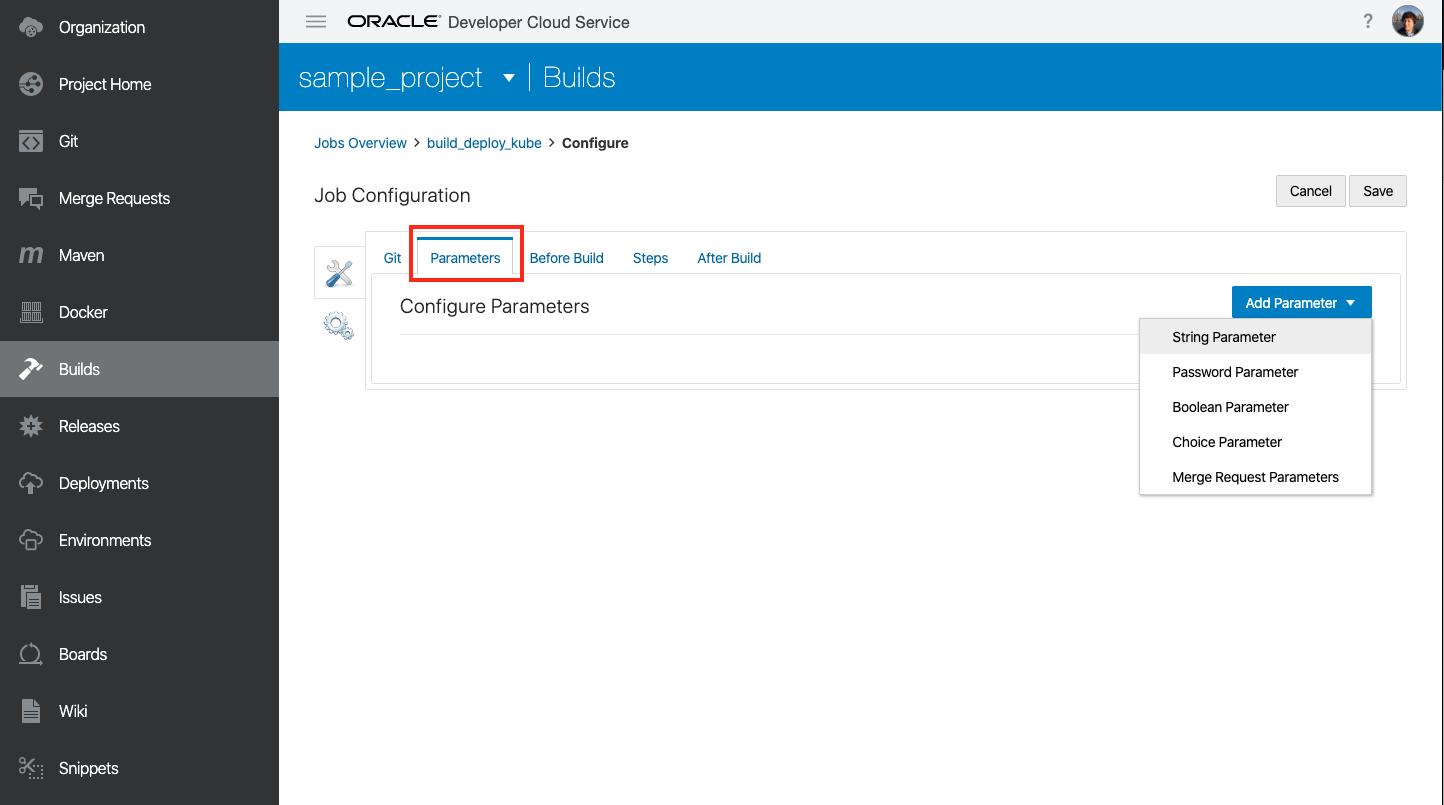 Organization
Project Home
Git
Merge Requests
Maven
Docker
Builds
Releases
Deployments
Environments
Issues
Boards
Wiki
Snippets
ORACLE® Developer Cloud Service ?
sample_project | Builds
Jobs Overview > build_deploy_kube > Configure
Job Configuration Cancel Save
Git Parameters Before Build Steps After Build
Configure Parameters Add Parameter
String Parameter
Password Parameter
Boolean Parameter
Choice Parameter
Merge Request Parameters